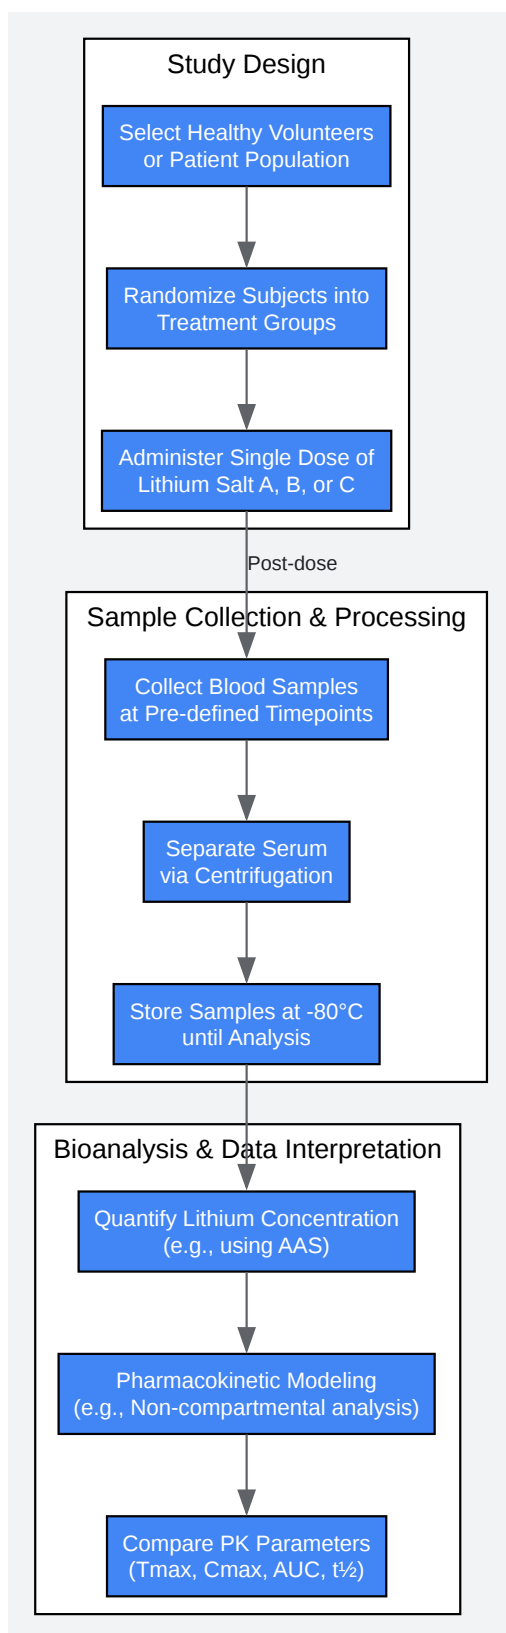 Study Design
Select Healthy Volunteers
or Patient Population
Randomize Subjects into
Treatment Groups
Administer Single Dose of
Lithium Salt A, B, or C
Post-dose
Sample Collection & Processing
Collect Blood Samples
at Pre-defined Timepoints
Separate Serum
via Centrifugation
Store Samples at -80°C
until Analysis
Bioanalysis & Data Interpretation
Quantify Lithium Concentration
(e.g., using AAS)
Pharmacokinetic Modeling
(e.g., Non-compartmental analysis)
Compare PK Parameters
(Tmax, Cmax, AUC, t½)